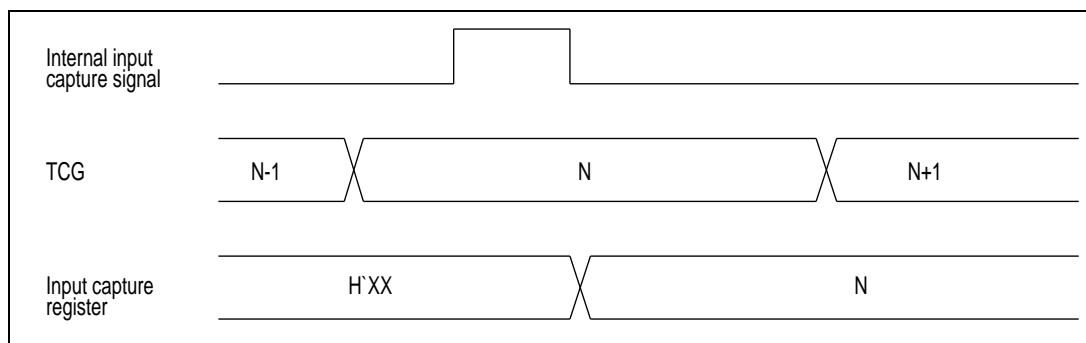 Internal input
capture signal
TCG
N-1
N
N+1
Input capture
register
H`XX
N